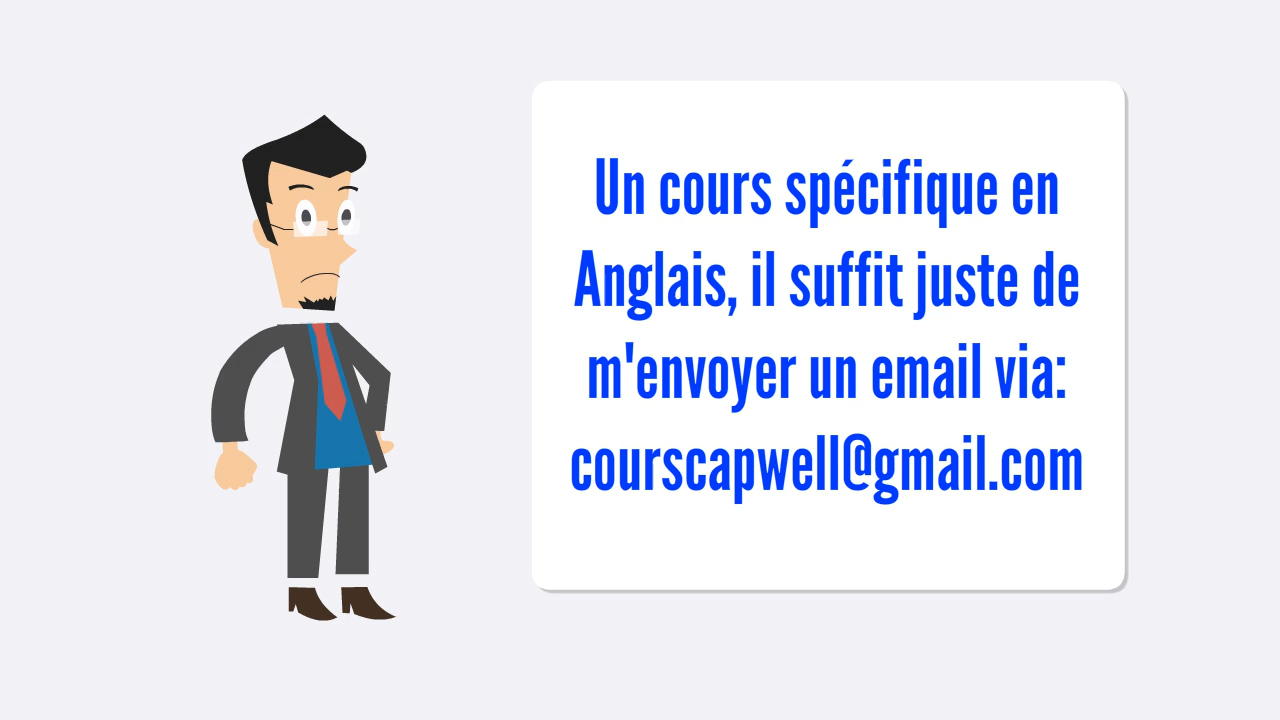 Un cours spécifique en
Anglais, il suffit juste de
m'envoyer un email via:
courscapwell@gmail.com